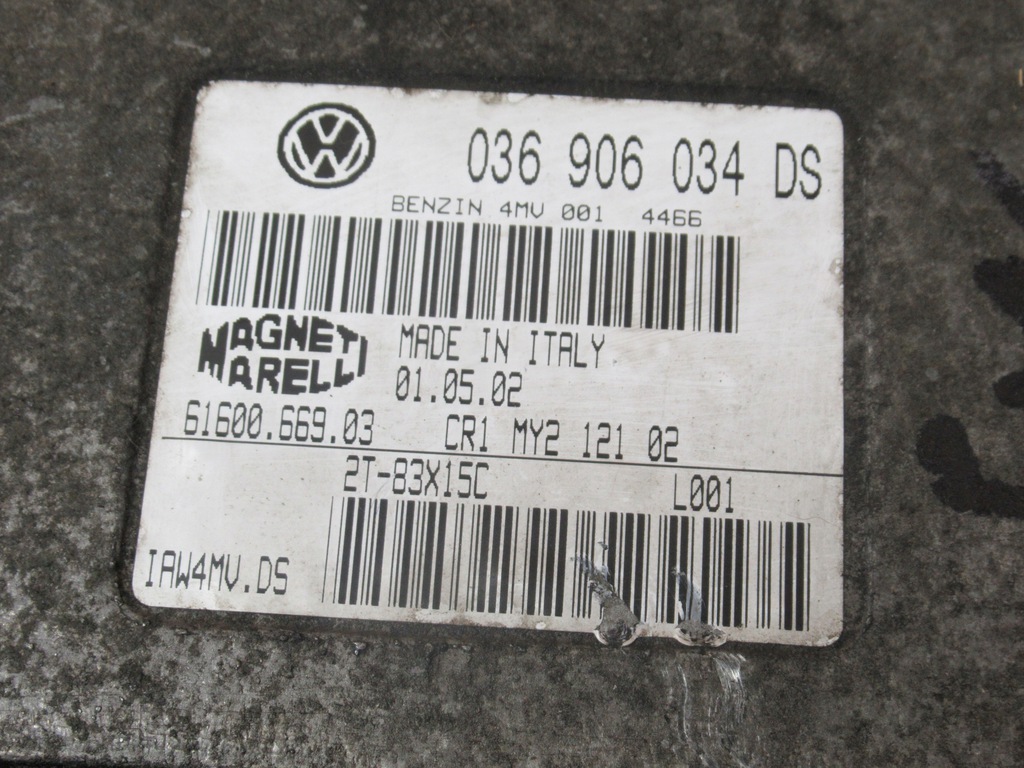 036 906 034 DS
BENZIN 4MV 001 4466
MAGNETI
MARELLI
MADE IN ITALY
01.05.02
61600.669.03 CR1 MY2 121 02
2T-83X15C L001
IAW4MV.DS